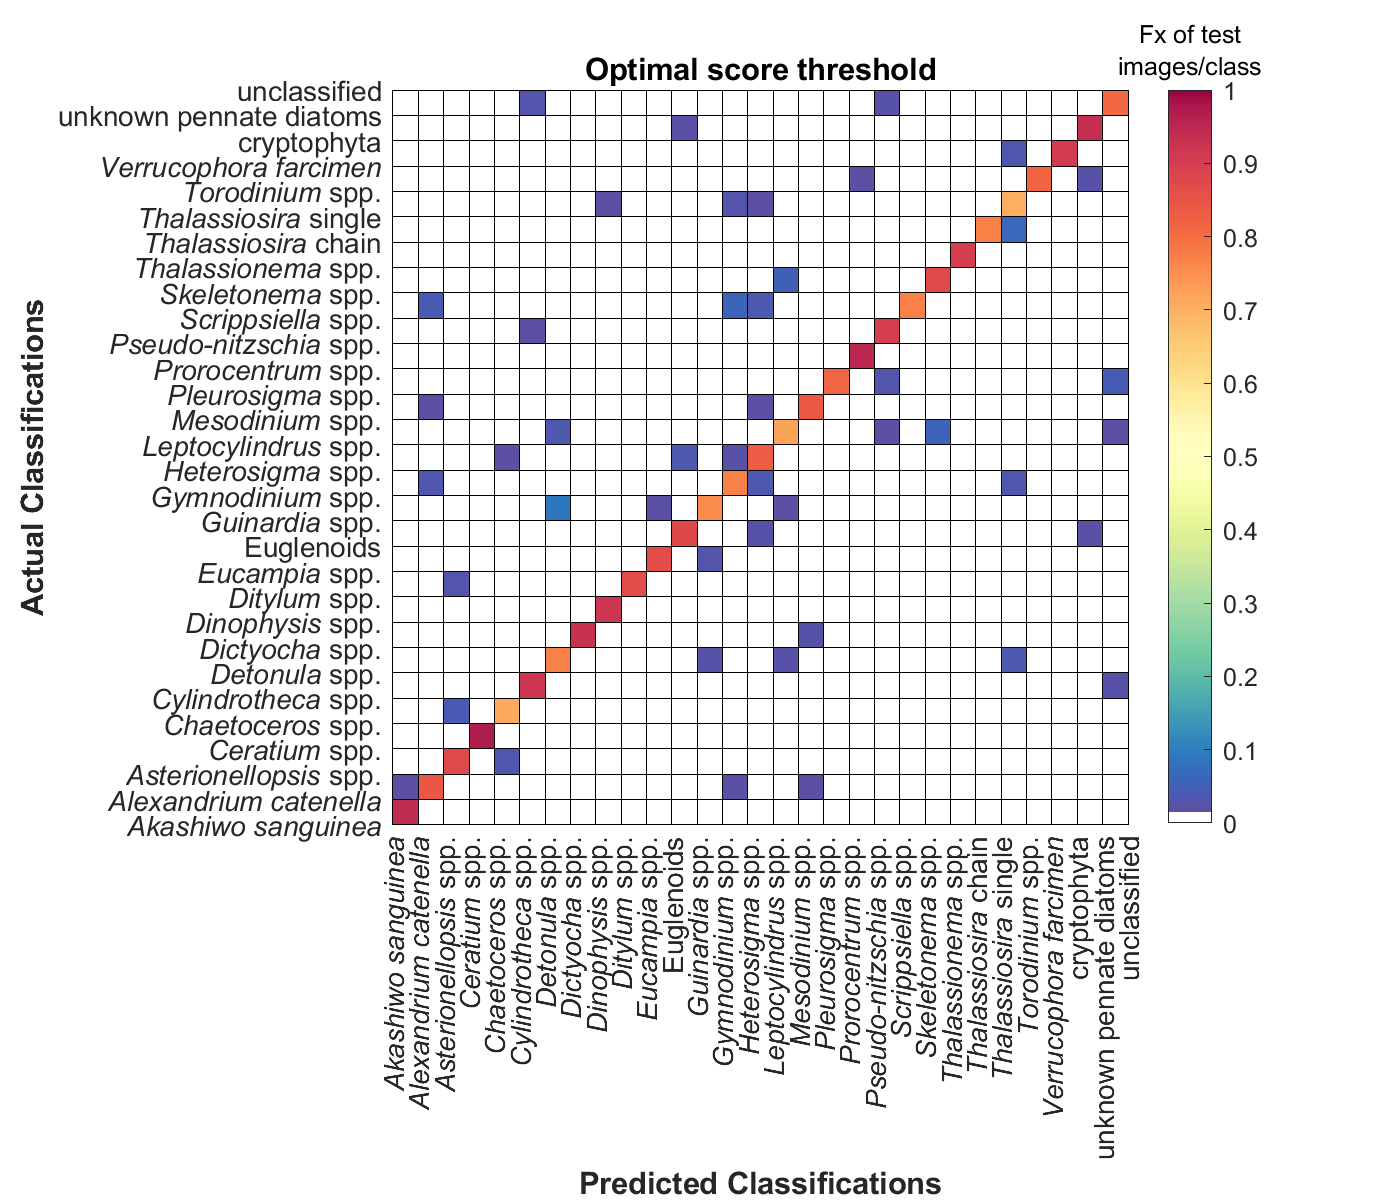 Fx of test
images/class
Optimal score threshold
unclassified
unknown pennate diatoms
cryptophyta
Verrucophora farcimen
Torodinium spp.
Thalassiosira single
Thalassiosira chain
Thalassionema spp.
Skeletonema spp.
Scrippsiella spp.
Pseudo-nitzschia spp.
Prorocentrum spp.
Pleurosigma spp.
Mesodinium spp.
Leptocylindrus spp.
Heterosigma spp.
Gymnodinium spp.
Guinardia spp.
Euglenoids
Eucampia spp.
Ditylum spp.
Dinophysis spp.
Dictyocha spp.
Detonula spp.
Cylindrotheca spp.
Chaetoceros spp.
Ceratium spp.
Asterionellopsis spp.
Alexandrium catenella
Akashiwo sanguinea
Actual Classifications
1
0.9
0.8
0.7
0.6
0.5
0.4
0.3
0.2
0.1
0
Akashiwo sanguinea
Alexandrium catenella
Asterionellopsis spp.
Ceratium spp.
Chaetoceros spp.
Cylindrotheca spp.
Detonula spp.
Dictyocha spp.
Dinophysis spp.
Ditylum spp.
Eucampia spp.
Euglenoids
Guinardia spp.
Gymnodinium spp.
Heterosigma spp.
Leptocylindrus spp.
Mesodinium spp.
Pleurosigma spp.
Prorocentrum spp.
Pseudo-nitzschia spp.
Scrippsiella spp.
Skeletonema spp.
Thalassionema spp.
Thalassiosira chain
Thalassiosira single
Torodinium spp.
Verrucophora farcimen
cryptophyta
unknown pennate diatoms
unclassified
Predicted Classifications